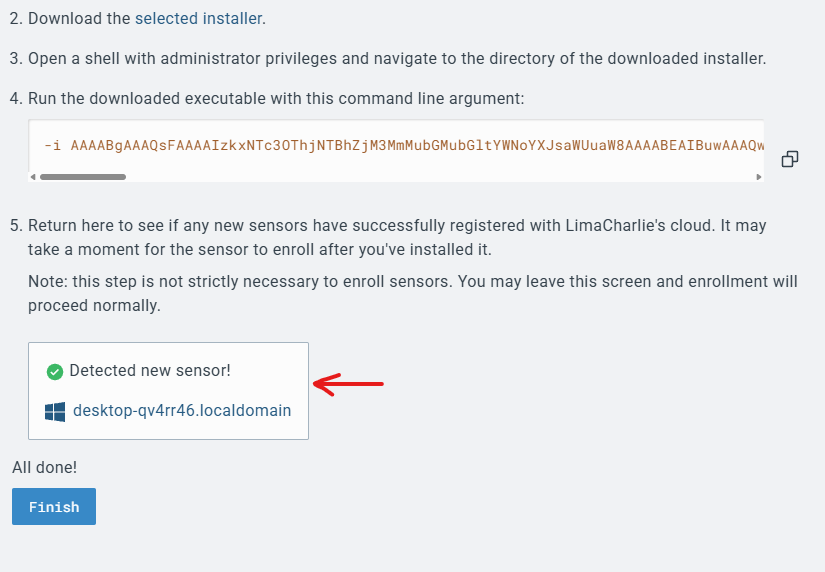 2. Download the selected installer.
3. Open a shell with administrator privileges and navigate to the directory of the downloaded installer.
4. Run the downloaded executable with this command line argument:
-i AAAABgAAAQsFAAAAIzkxNTc3OThjNTBhZjM3MmMubGMubGltYWNoYXJsaWUuaW8AAAABEAIBuwAAAQw
5. Return here to see if any new sensors have successfully registered with LimaCharlie's cloud. It may
take a moment for the sensor to enroll after you've installed it.
Note: this step is not strictly necessary to enroll sensors. You may leave this screen and enrollment will
proceed normally.
Detected new sensor!
desktop-qv4rr46.localdomain
All done!
Finish